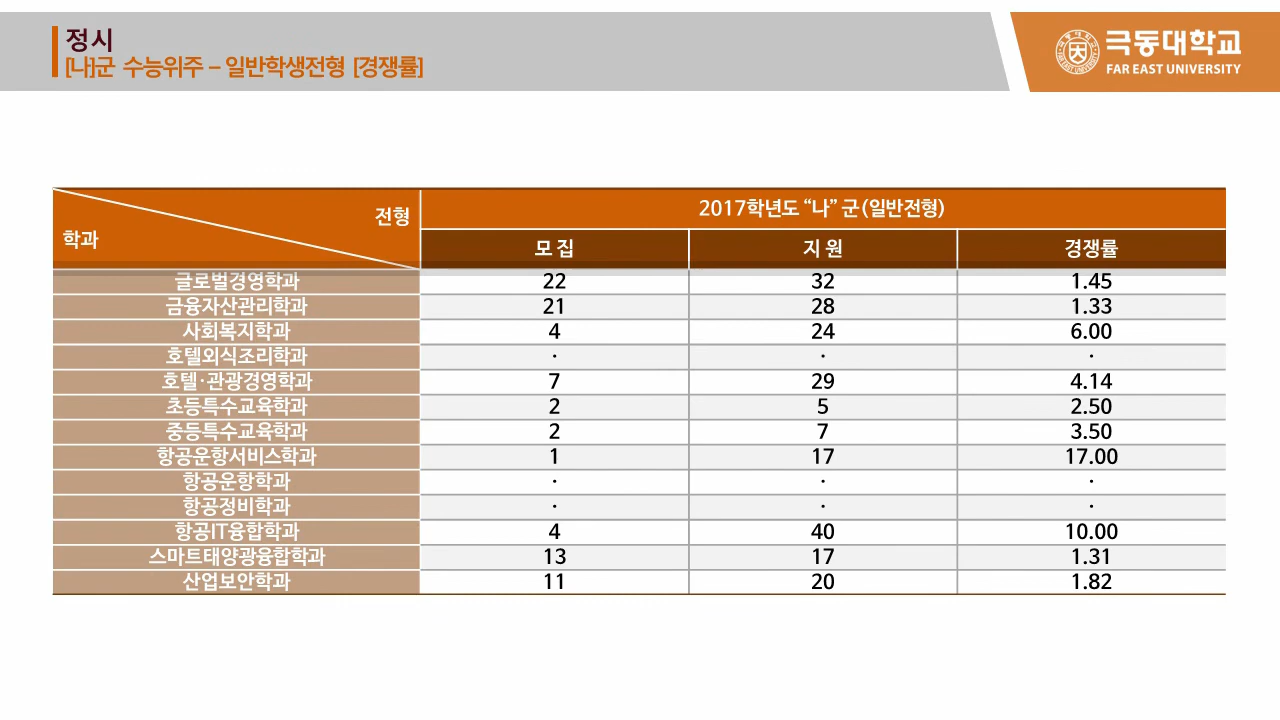 정시
[나]군 수능위주 – 일반학생전형 [경쟁률]
극동대학교
FAR EAST UNIVERSITY
전형
학과
2017학년도 “나” 군(일반전형)
모 집 지 원 경쟁률
글로벌경영학과 22 32 1.45
금융자산관리학과 21 28 1.33
사회복지학과 4 24 6.00
호텔외식조리학과 · · ·
호텔·관광경영학과 7 29 4.14
초등특수교육학과 2 5 2.50
중등특수교육학과 2 7 3.50
항공운항서비스학과 1 17 17.00
항공운항학과 · · ·
항공정비학과 · · ·
항공IT융합학과 4 40 10.00
스마트태양광융합학과 13 17 1.31
산업보안학과 11 20 1.82